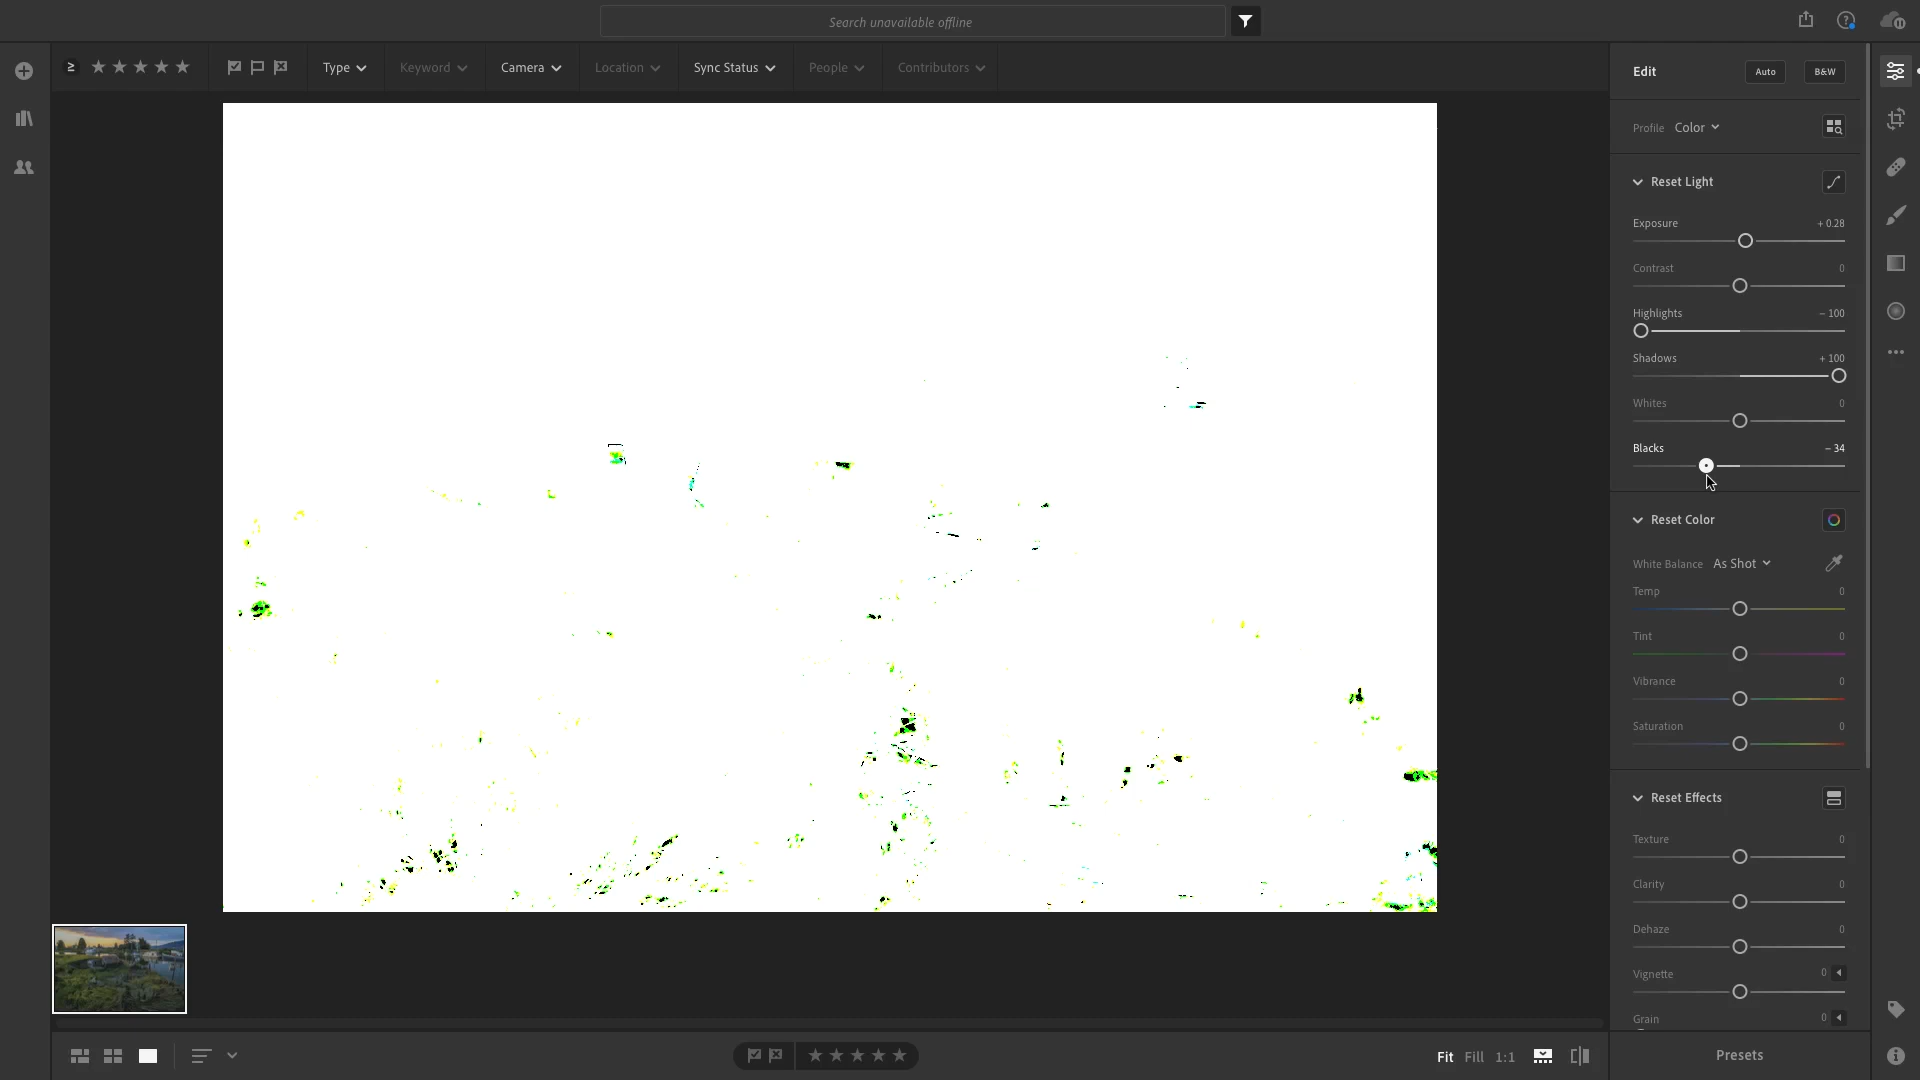 Search unavailable offline
Type
Keyword
Camera
Location
Sync Status
People
Contributors
Edit
Auto
B&W
Profile Color
Reset Light
Exposure + 0.28
Contrast 0
Highlights – 100
Shadows + 100
Whites 0
Blacks – 34
Reset Color
White Balance As Shot
Temp 0
Tint 0
Vibrance 0
Saturation 0
Reset Effects
Texture 0
Clarity 0
Dehaze 0
Vignette 0
Grain 0
Fit Fill 1:1
Presets